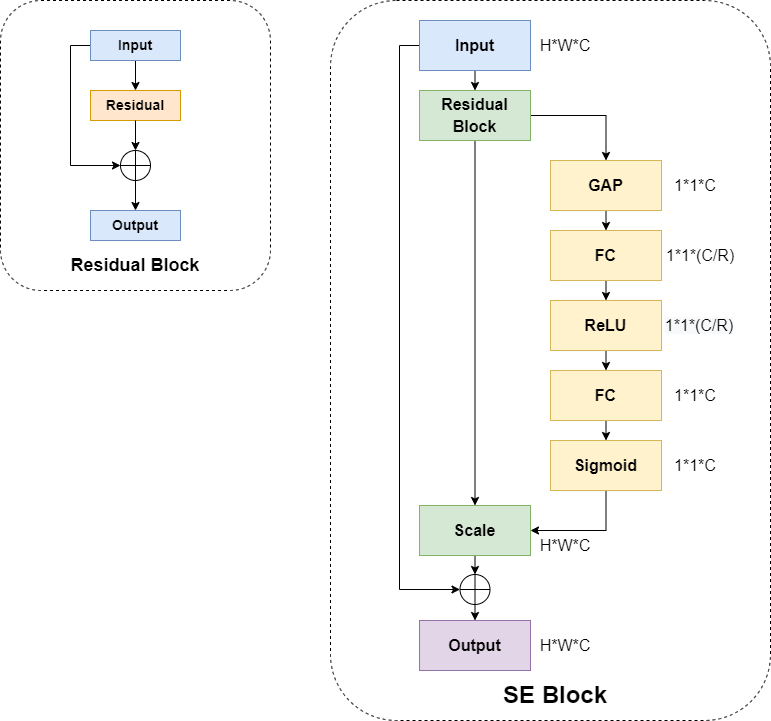 Input
Residual
Output
Residual Block
Input
H*W*C
Residual
Block
GAP
1*1*C
FC
1*1*(C/R)
ReLU
1*1*(C/R)
FC
1*1*C
Sigmoid
1*1*C
Scale
H*W*C
Output
H*W*C
SE Block